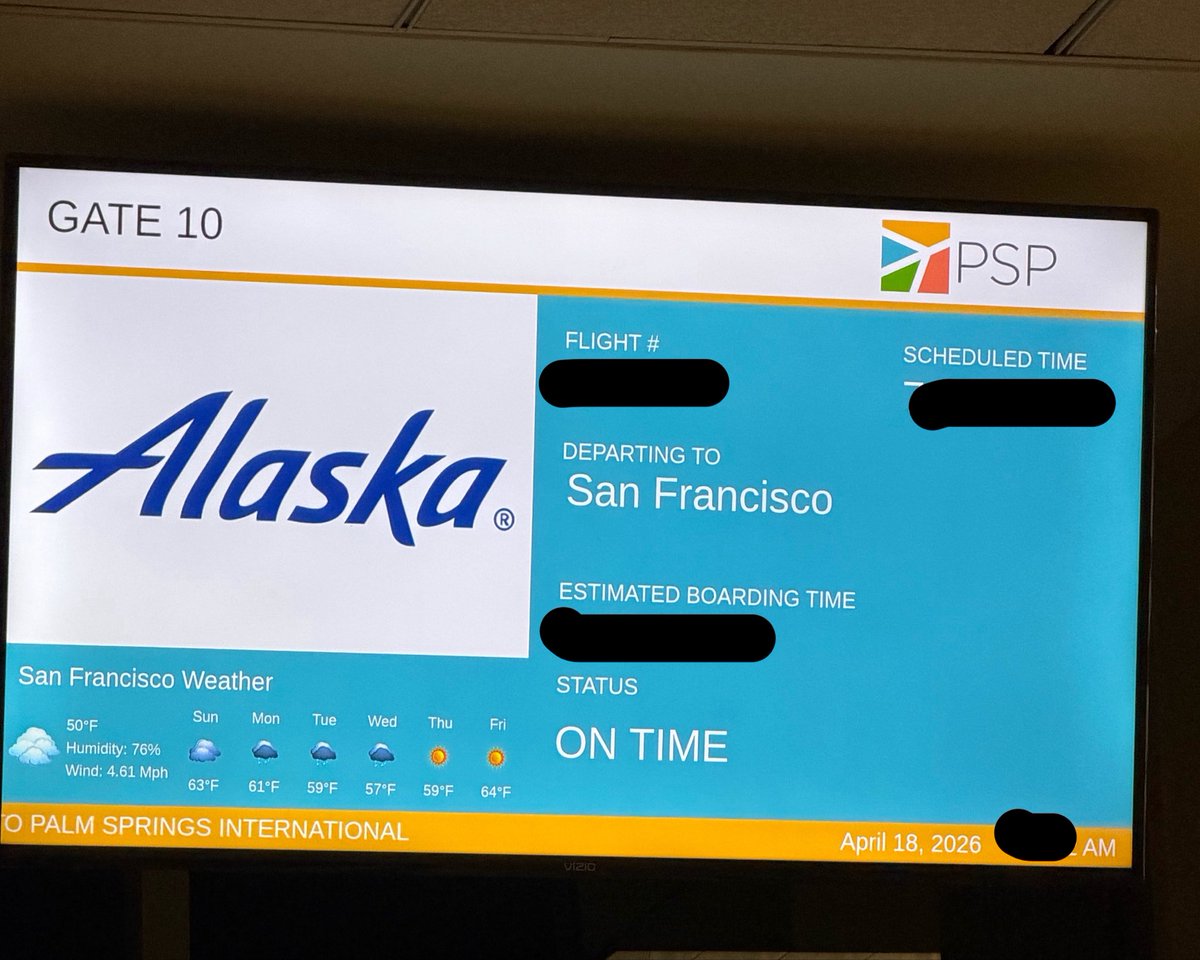 GATE 10
PSP
Alaska®
FLIGHT #
SCHEDULED TIME
DEPARTING TO
San Francisco
ESTIMATED BOARDING TIME
STATUS
ON TIME
San Francisco Weather
50°F
Humidity: 76%
Wind: 4.61 Mph
Sun Mon Tue Wed Thu Fri
63°F 61°F 59°F 57°F 59°F 64°F
TO PALM SPRINGS INTERNATIONAL
April 18, 2026 AM
VIZIO